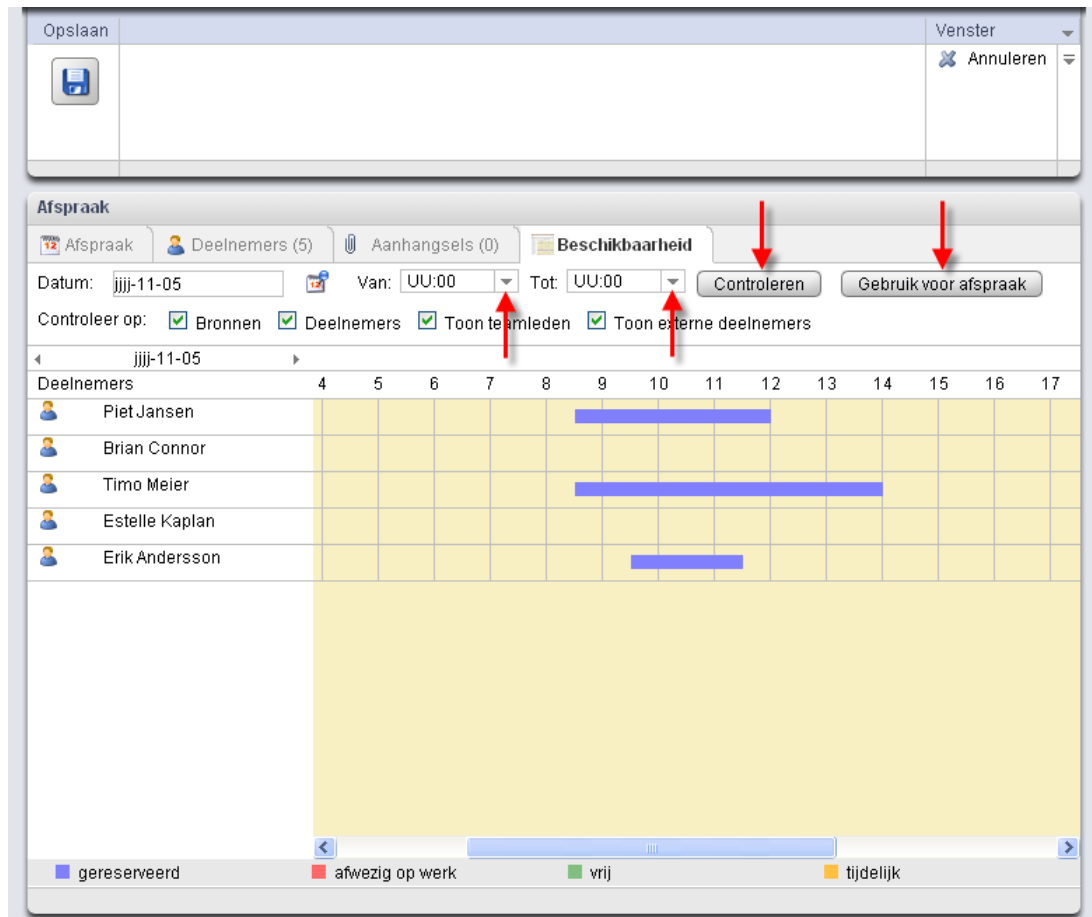 Opslaan Venster
Annuleren
Afspraak
12 Afspraak Deelnemers (5) Aanhangsels (0) Beschikbaarheid
Datum: jjjj-11-05 12 Van: UU:00 Tot: UU:00 Controleren Gebruik voor afspraak
Controleer op: Bronnen Deelnemers Toon teamleden Toon externe deelnemers
jjjj-11-05
Deelnemers 4 5 6 7 8 9 10 11 12 13 14 15 16 17
Piet Jansen
Brian Connor
Timo Meier
Estelle Kaplan
Erik Andersson
gereserveerd afwezig op werk vrij tijdelijk